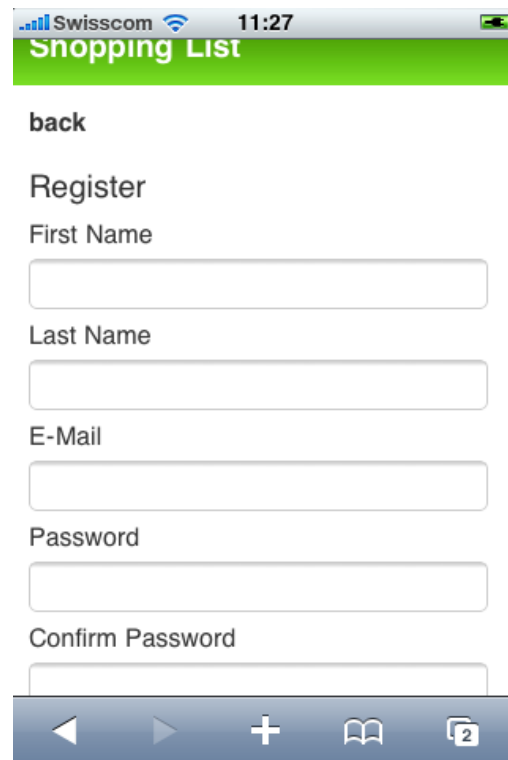 Swisscom 11:27
Shopping List
back
Register
First Name
Last Name
E-Mail
Password
Confirm Password
2